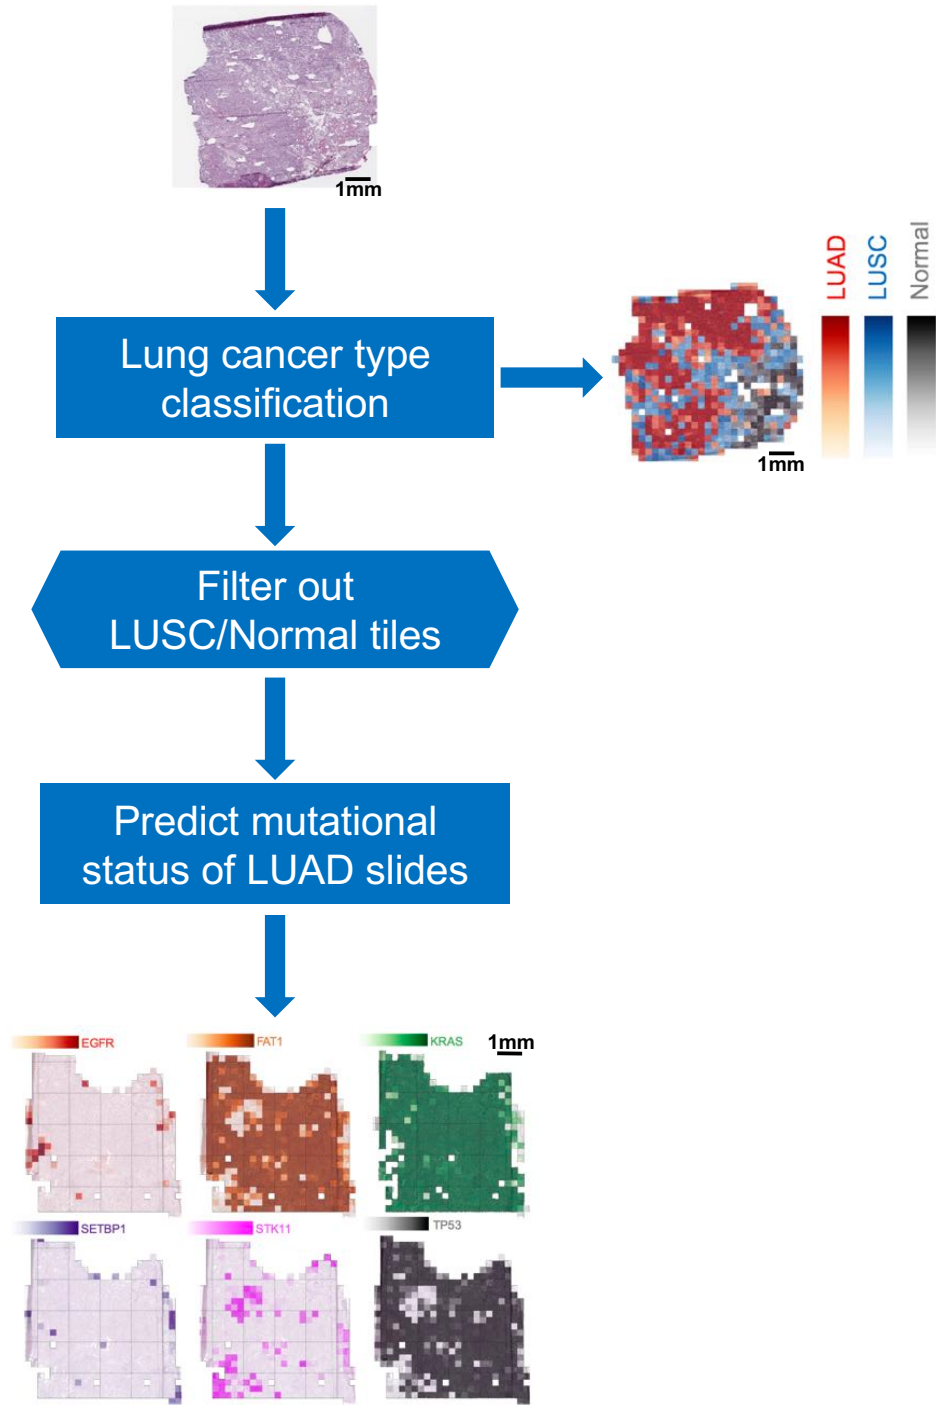 1mm
Lung cancer type
classification
LUAD
LUSC
Normal
1mm
Filter out
LUSC/Normal tiles
Predict mutational
status of LUAD slides
EGFR
FAT1
KRAS
1mm
SETBP1
STK11
TP53